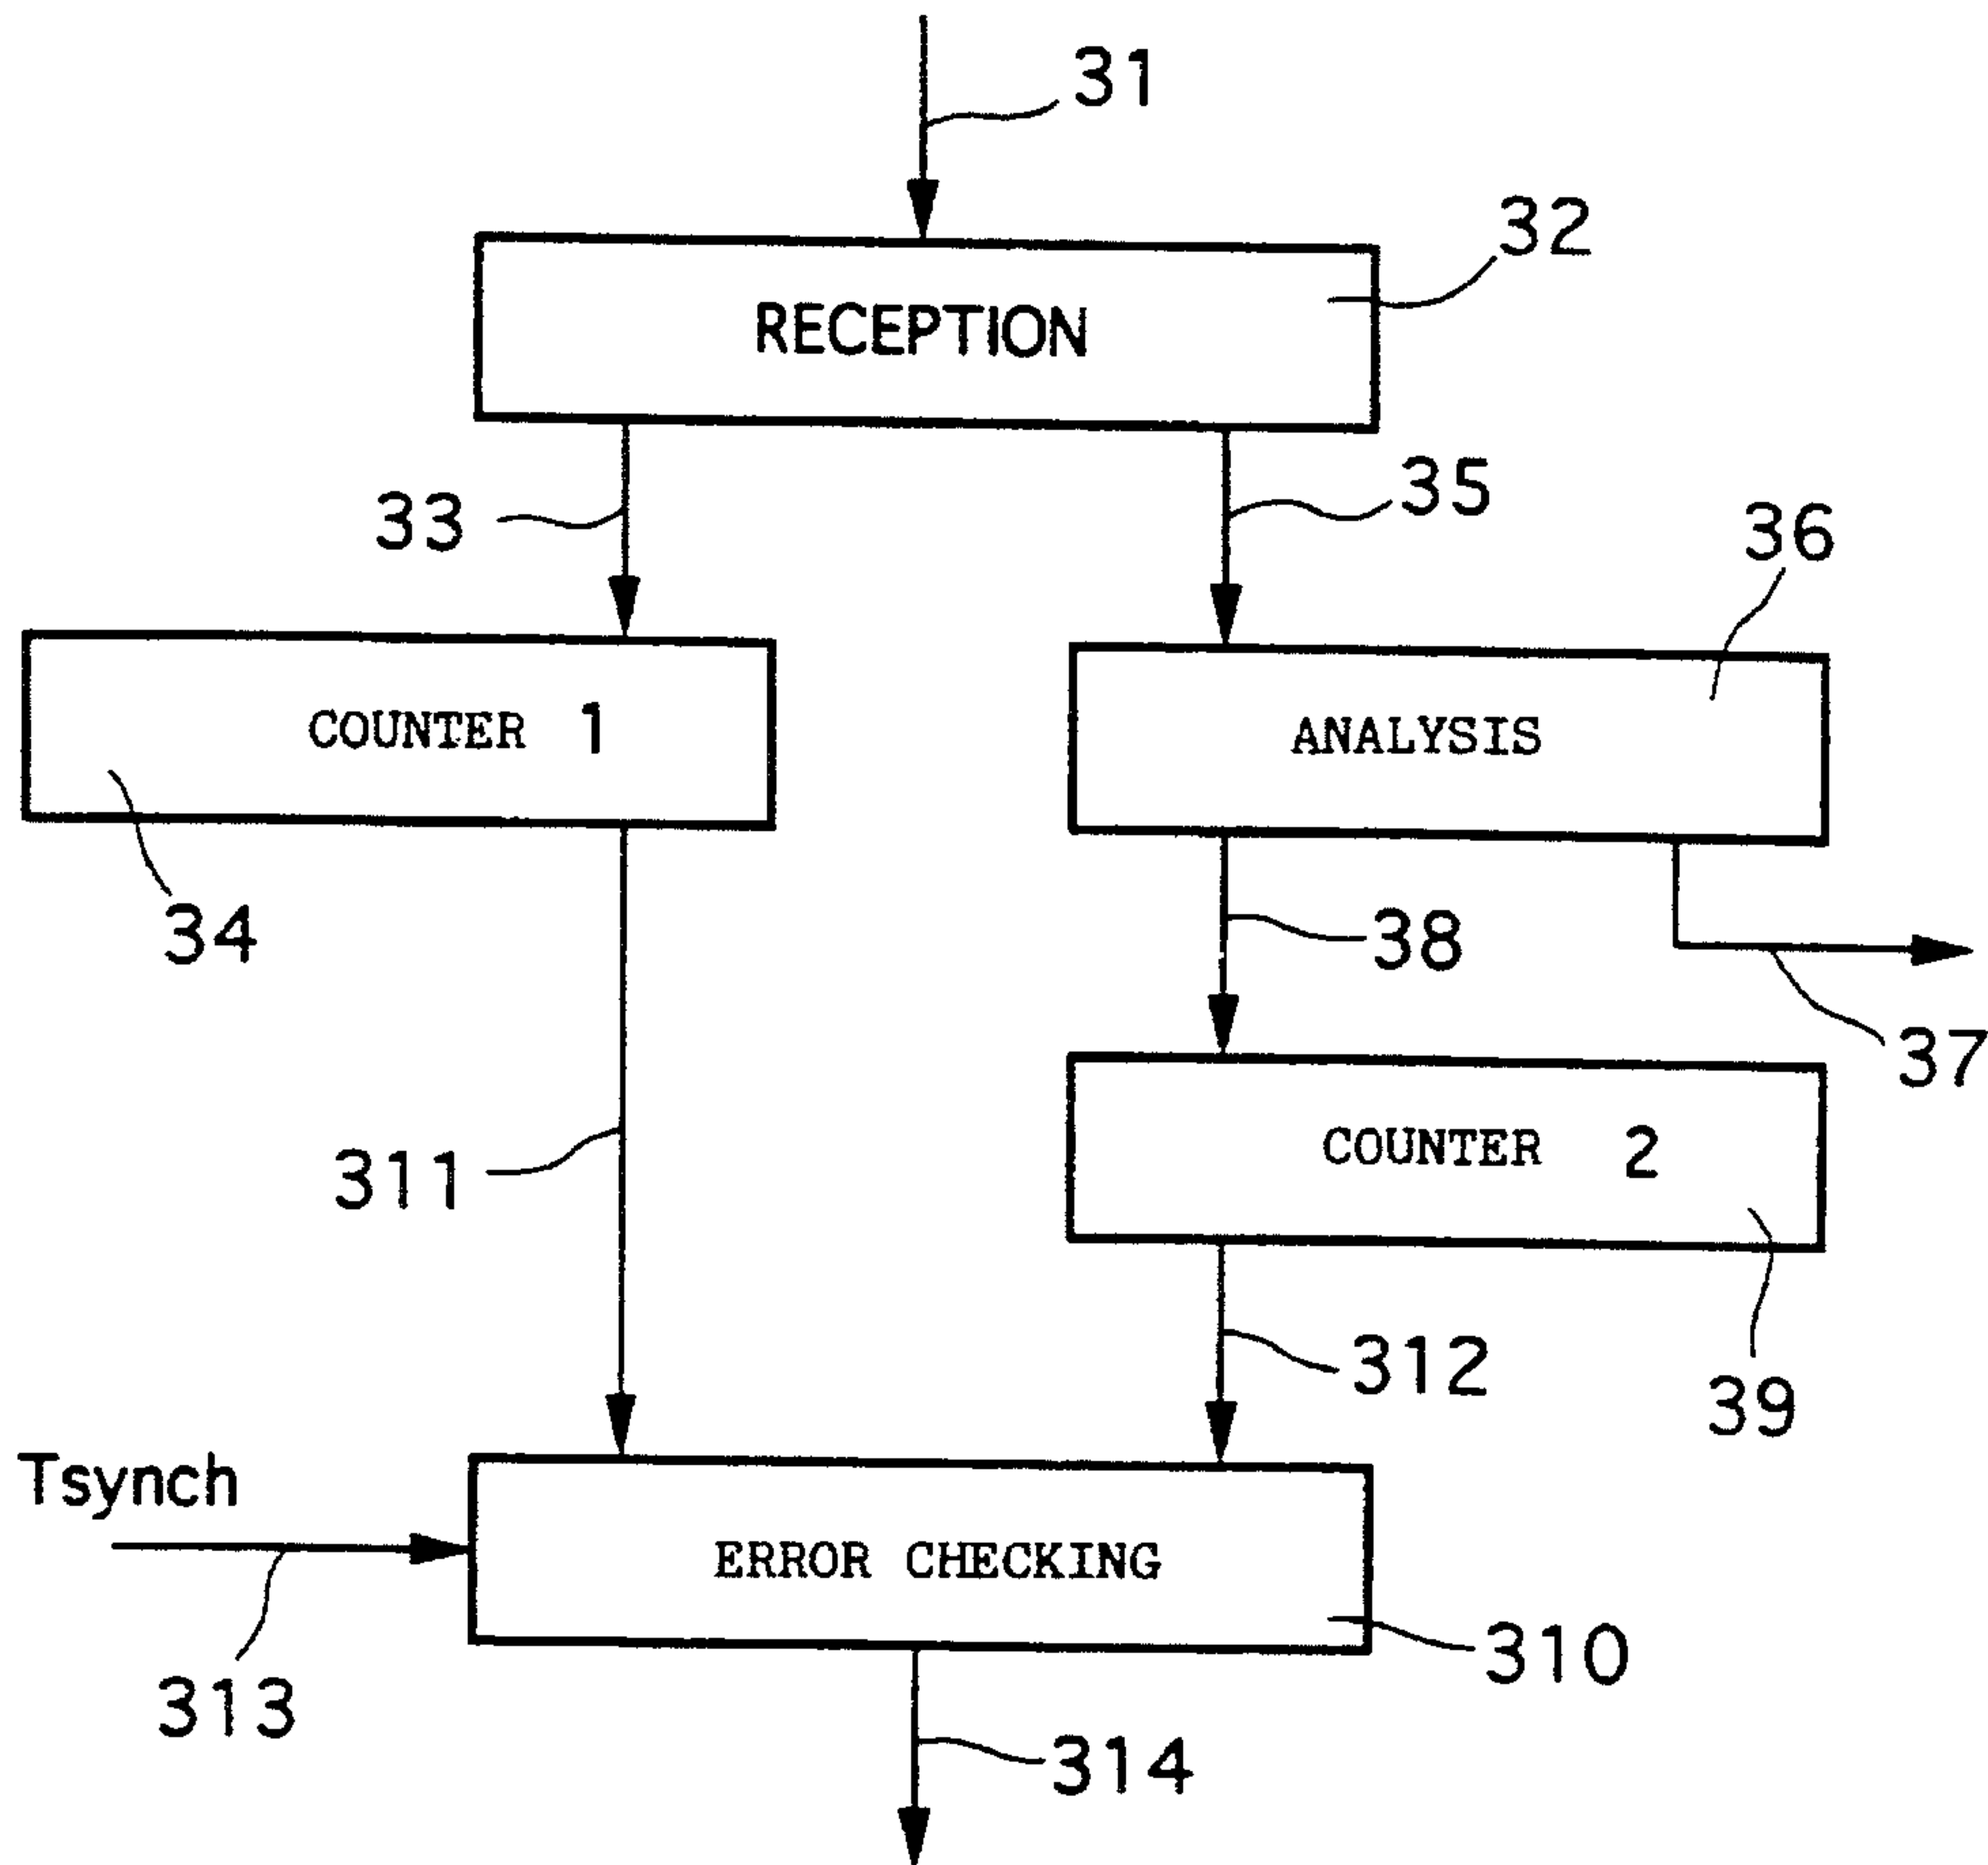 31
32
RECEPTION
33
35
36
COUNTER 1
ANALYSIS
34
38
37
COUNTER 2
311
312
39
Tsynch
ERROR CHECKING
310
313
314